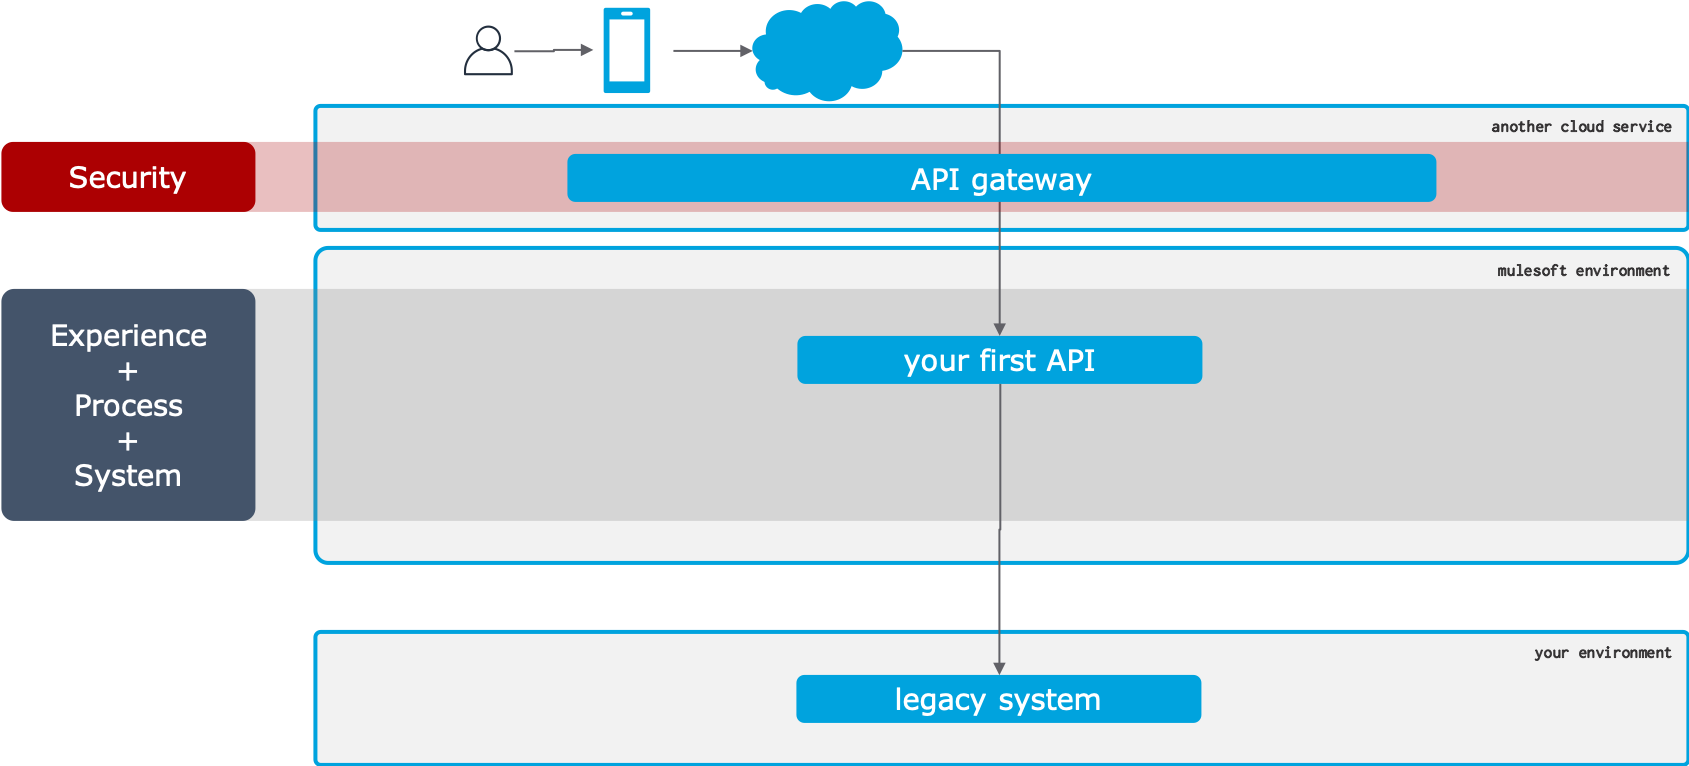 another cloud service
Security
API gateway
mulesoft environment
Experience
+
Process
+
System
your first API
your environment
legacy system